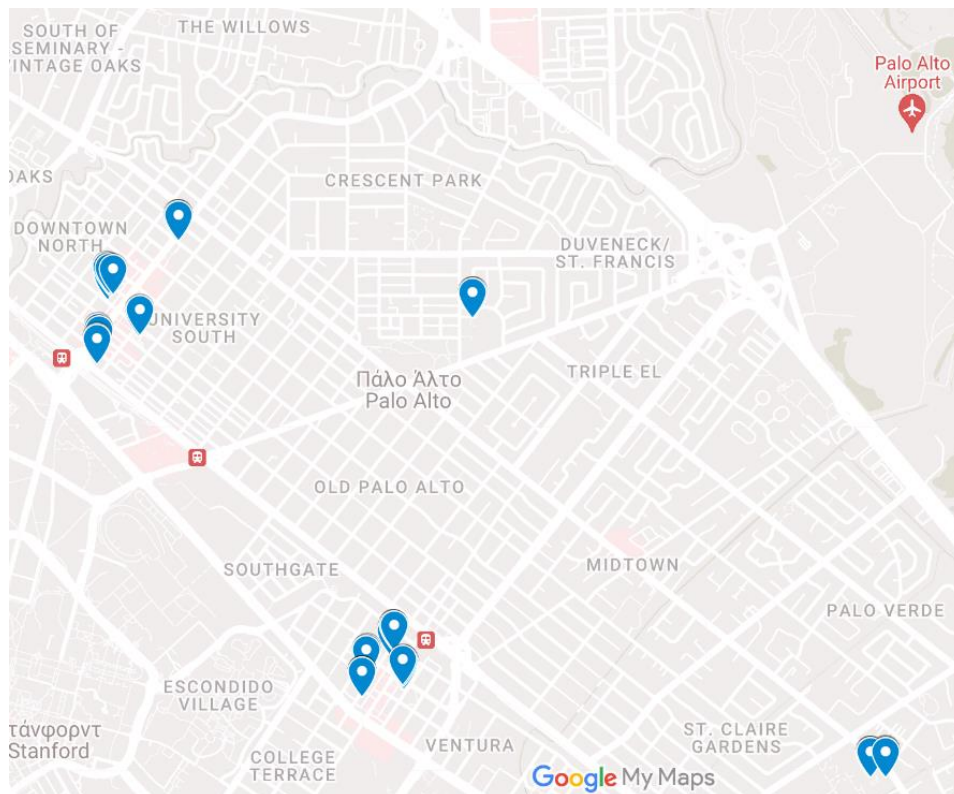 SOUTH OF
SEMINARY -
VINTAGE OAKS
THE WILLOWS
Palo Alto
Airport
OAKS
CRESCENT PARK
DOWNTOWN
NORTH
DUVENECK/
ST. FRANCIS
UNIVERSITY
SOUTH
TRIPLE EL
Πάλο Άλτο
Palo Alto
OLD PALO ALTO
SOUTHGATE
MIDTOWN
PALO VERDE
ESCONDIDO
VILLAGE
τάνφορντ
Stanford
ST. CLAIRE
GARDENS
COLLEGE
TERRACE
VENTURA
Google My Maps